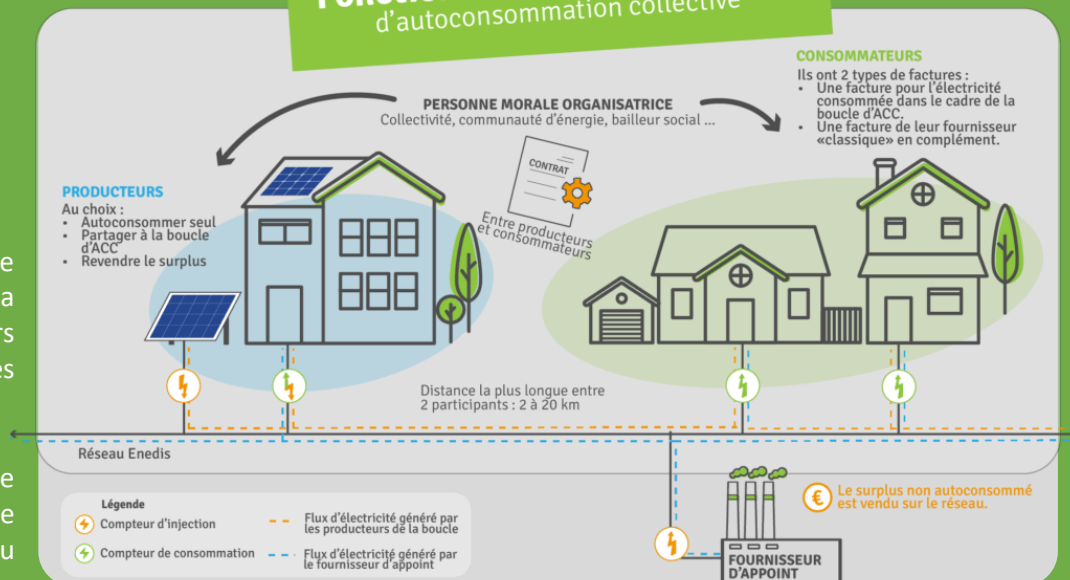 d'autoconsommation collective
CONSOMMATEURS
Ils ont 2 types de factures :
• Une facture pour l'électricité
consommée dans le cadre de la
boucle d'ACC.
• Une facture de leur fournisseur
«classique» en complément.
PERSONNE MORALE ORGANISATRICE
Collectivité, communauté d'énergie, bailleur social ...
CONTRAT
Entre producteurs
et consommateurs
PRODUCTEURS
Au choix :
• Autoconsommer seul
• Partager à la boucle
d'ACC
• Revendre le surplus
Distance la plus longue entre
2 participants : 2 à 20 km
Réseau Enedis
Légende
Compteur d'injection
Compteur de consommation
Flux d'électricité généré par
les producteurs de la boucle
Flux d'électricité généré par
le fournisseur d'appoint
€ Le surplus non autoconsommé
est vendu sur le réseau.
FOURNISSEUR
D'APPOINT